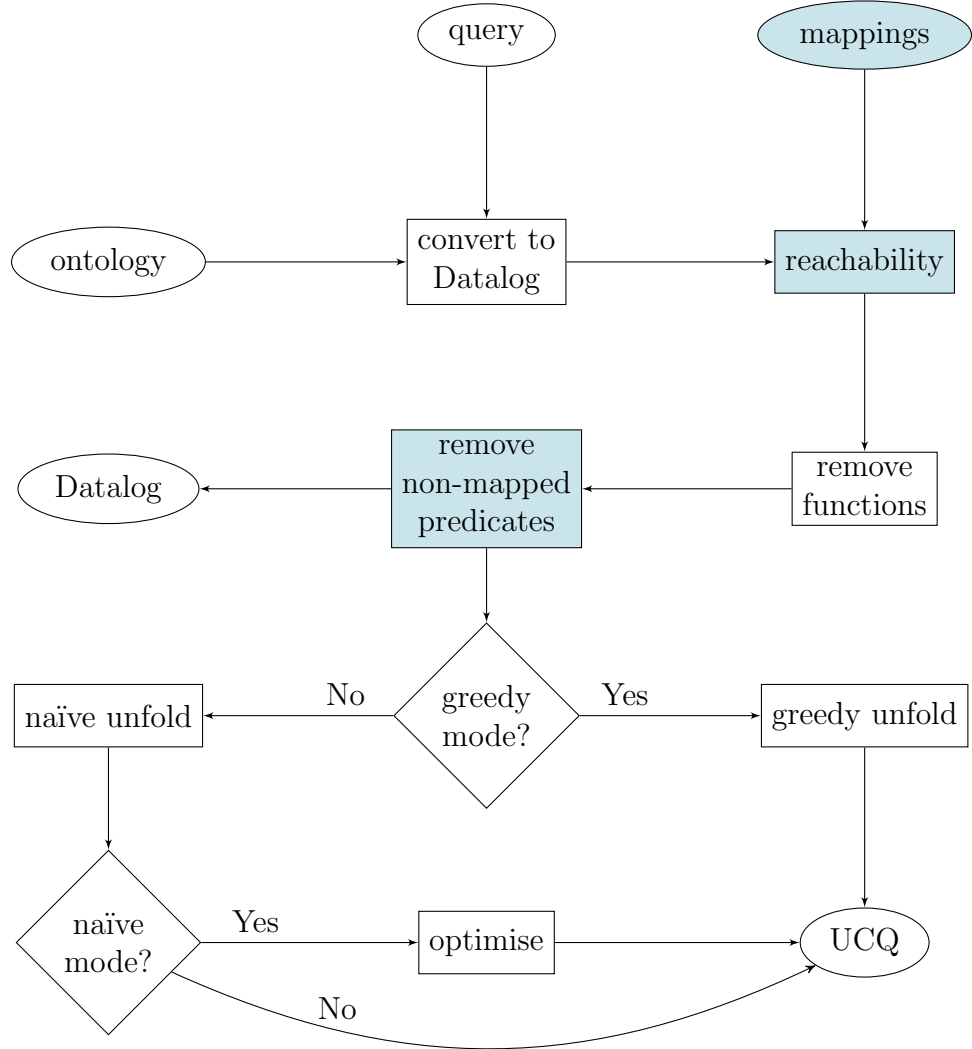 query
mappings
ontology
convert to
Datalog
reachability
Datalog
remove
non-mapped
predicates
remove
functions
naïve unfold
No
greedy
mode?
Yes
greedy unfold
naïve
mode?
Yes
optimise
UCQ
No